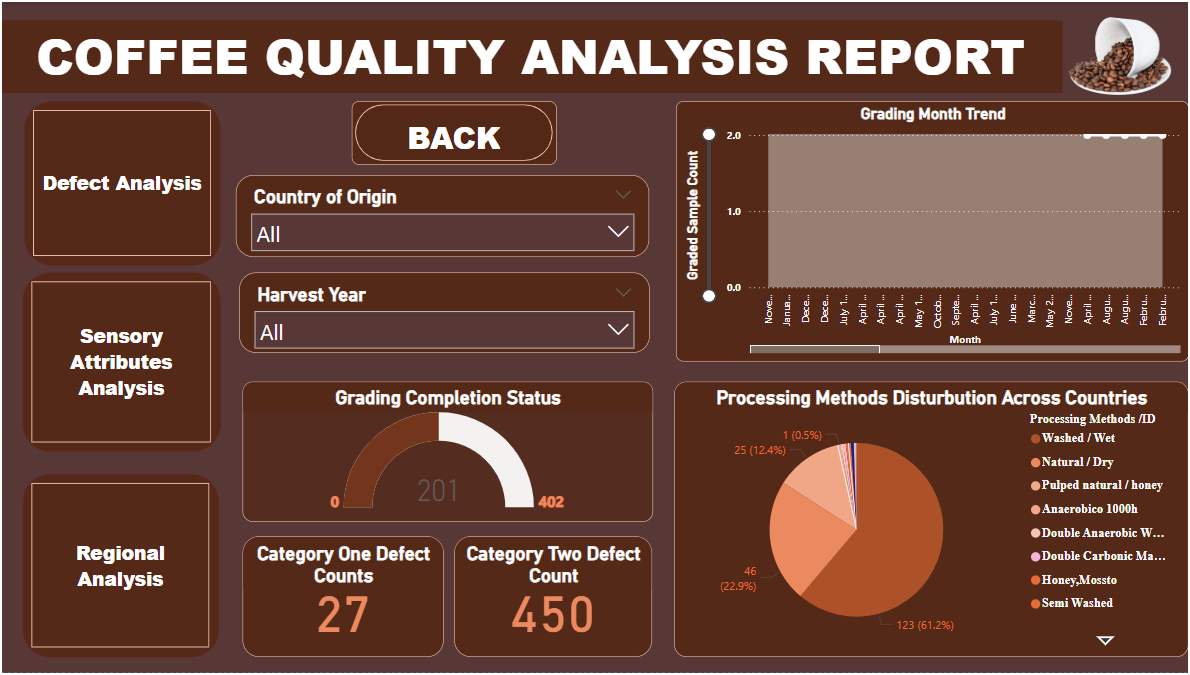 COFFEE QUALITY ANALYSIS REPORT
Defect Analysis
Sensory
Attributes
Analysis
Regional
Analysis
BACK
Country of Origin
All
Harvest Year
All
Grading Completion Status
201
0
402
Category One Defect
Counts
27
Category Two Defect
Count
450
Grading Month Trend
Graded Sample Count
2.0
1.0
0.0
Nove...
Janua...
Dece...
Dece...
July 1...
April ...
April ...
April ...
May 1...
Octob...
Septe...
April ...
July 1...
June ...
Marc...
May 2...
Nove...
April ...
Augu...
Augu...
Febru...
Febru...
Month
Processing Methods Disturbution Across Countries
1 (0.5%)
25 (12.4%)
46
(22.9%)
123 (61.2%)
Processing Methods /ID
Washed / Wet
Natural / Dry
Pulped natural / honey
Anaerobico 1000h
Double Anaerobic W...
Double Carbonic Ma...
Honey,Mossto
Semi Washed